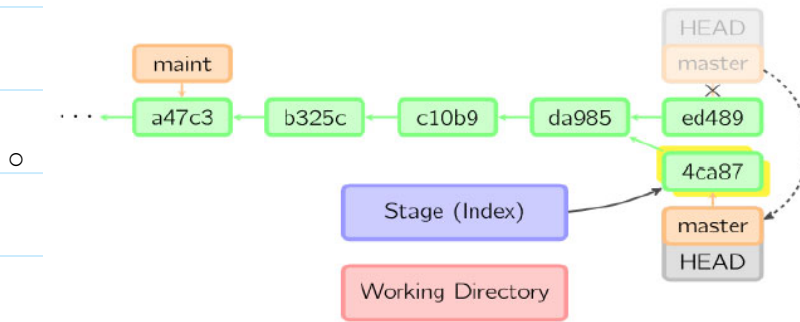 HEAD
maint
master
· · ·
a47c3
b325c
c10b9
da985
ed489
4ca87
Stage (Index)
master
HEAD
Working Directory